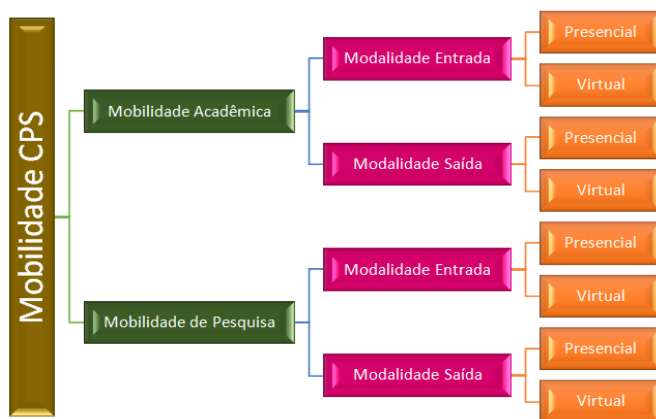 Mobilidade CPS
Mobilidade Acadêmica
Modalidade Entrada
Presencial
Virtual
Modalidade Saída
Presencial
Virtual
Mobilidade de Pesquisa
Modalidade Entrada
Presencial
Virtual
Modalidade Saída
Presencial
Virtual